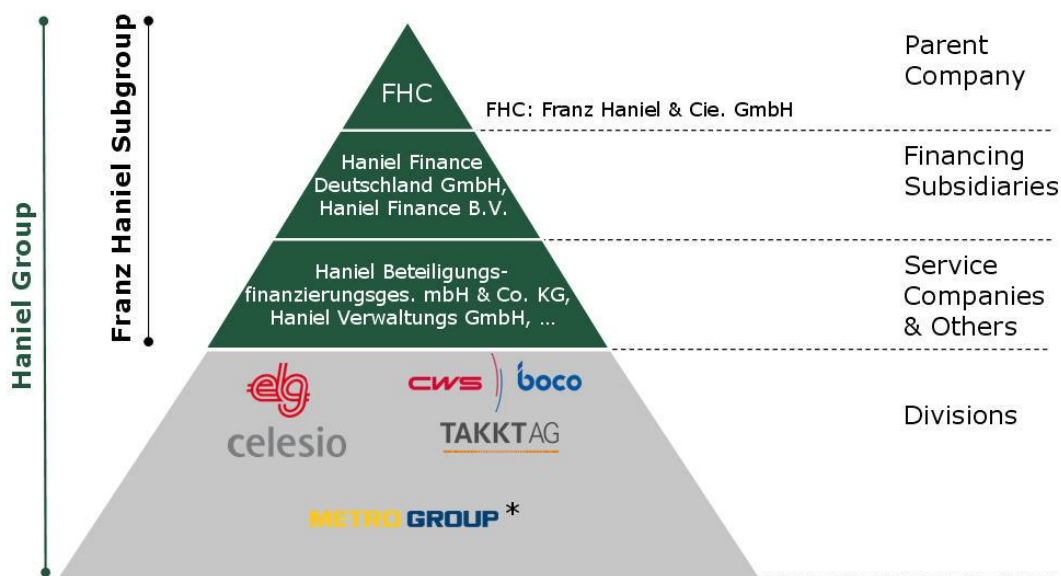 Haniel Group
Franz Haniel Subgroup
FHC
FHC: Franz Haniel & Cie. GmbH
Parent
Company
Haniel Finance
Deutschland GmbH,
Haniel Finance B.V.
Financing
Subsidiaries
Haniel Beteiligungs-
finanzierungsges. mbH & Co. KG,
Haniel Verwaltungs GmbH, ...
Service
Companies
& Others
elg
cws boco
celesio
TAKKT AG
METRO GROUP *
Divisions